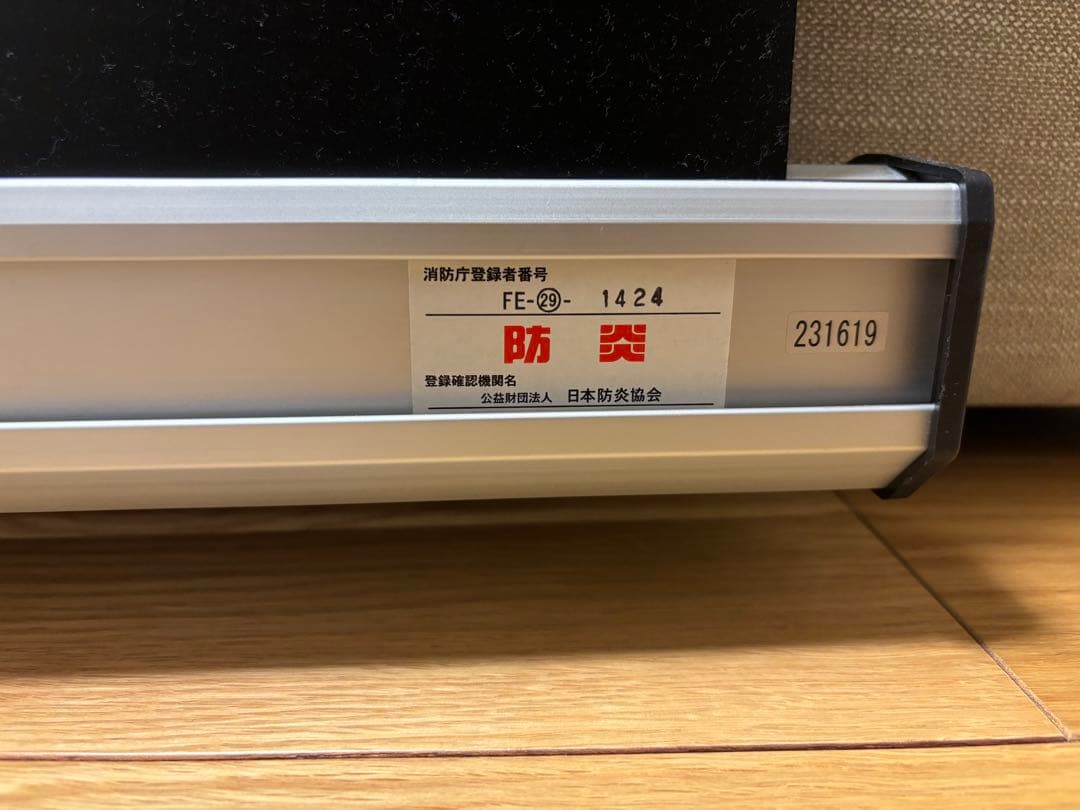 消防庁登録者番号
FE-㉙- 1424
防炎
登録確認機関名
公益財団法人 日本防炎協会
231619